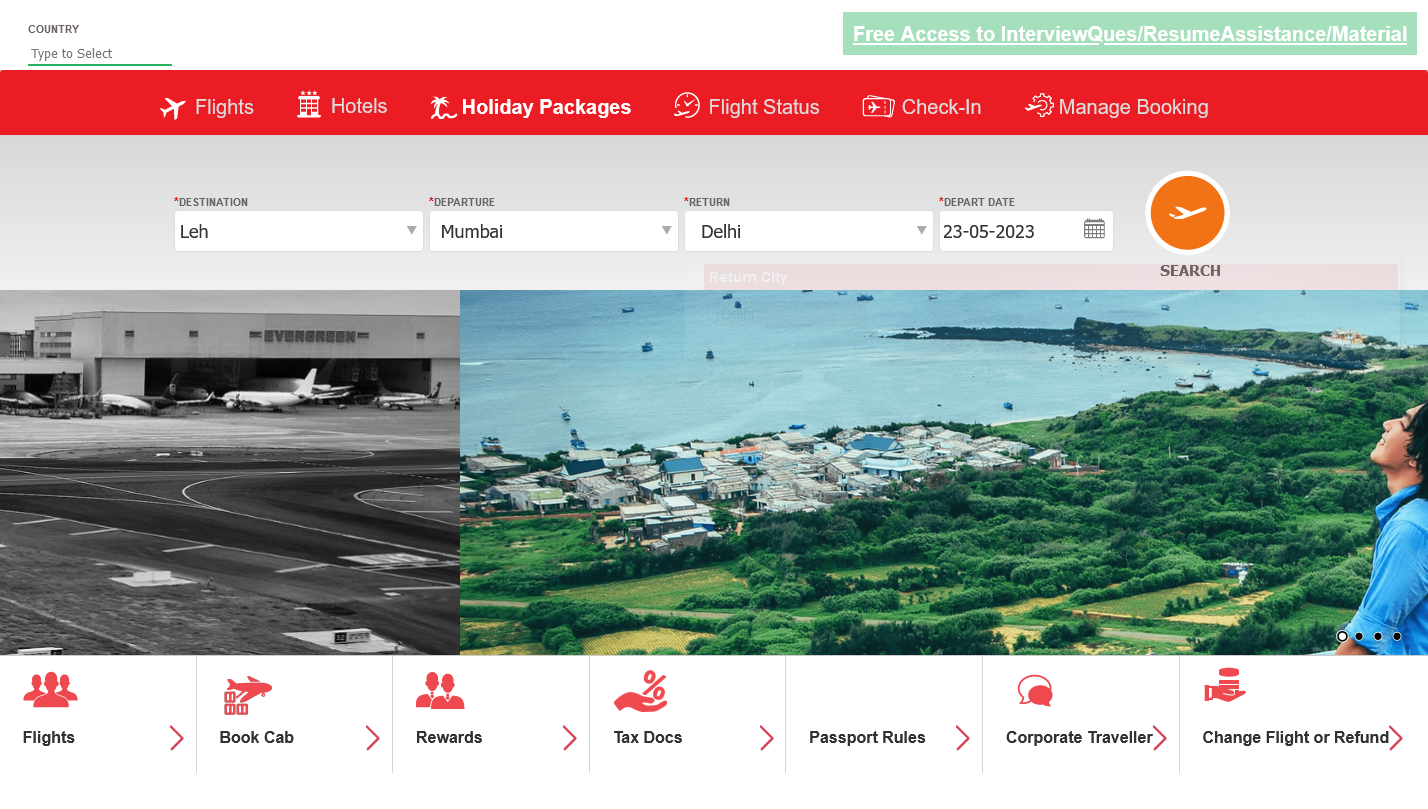 COUNTRY
Type to Select
Free Access to InterviewQues/ResumeAssistance/Material
Flights
Hotels
Holiday Packages
Flight Status
Check-In
Manage Booking
*DESTINATION
*DEPARTURE
*RETURN
*DEPART DATE
Leh
Mumbai
Delhi
23-05-2023
SEARCH
Return City
Delhi
EVERGREEN
Flights
Book Cab
Rewards
Tax Docs
Passport Rules
Corporate Traveller
Change Flight or Refund